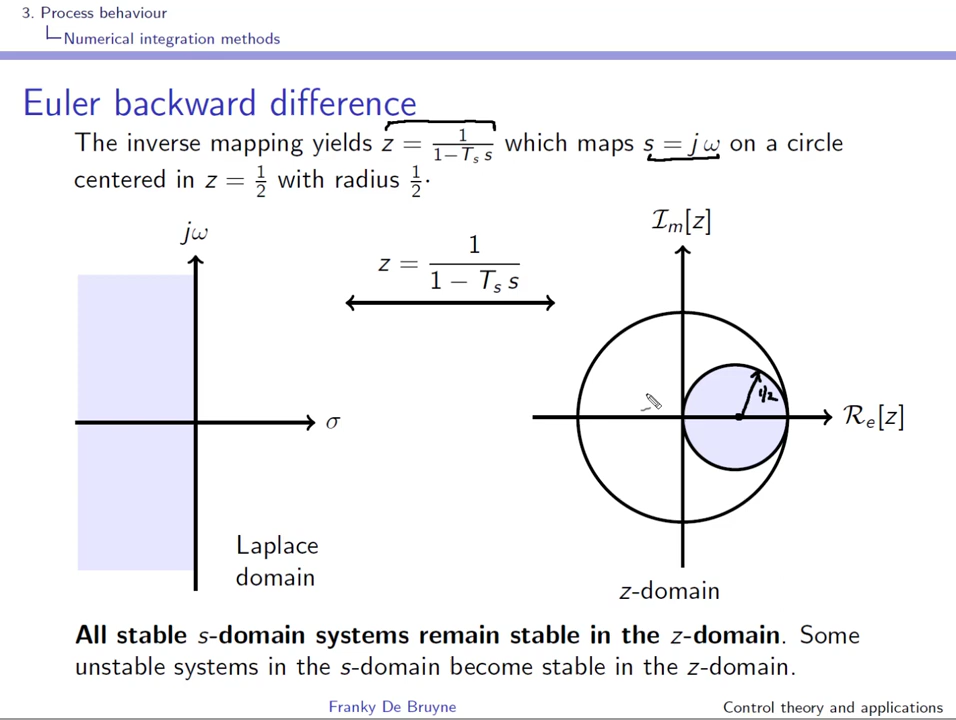 3. Process behaviour
Numerical integration methods
Euler backward difference
The inverse mapping yields z = 1/(1−T_s s) which maps s = j ω on a circle
centered in z = 1/2 with radius 1/2.
jω
z = 1/(1 − T_s s)
ℐ_m[z]
1/2
σ
ℛ_e[z]
Laplace
domain
z-domain
All stable s-domain systems remain stable in the z-domain. Some
unstable systems in the s-domain become stable in the z-domain.
Franky De Bruyne
Control theory and applications